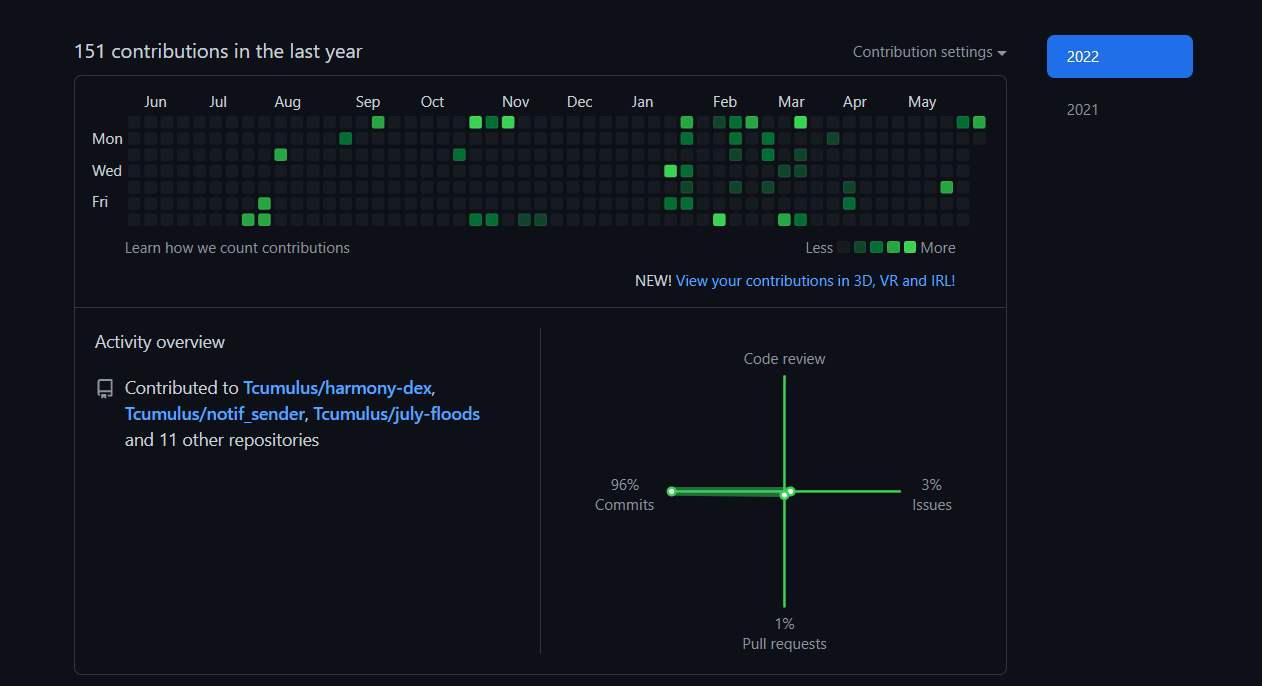 151 contributions in the last year
Contribution settings
2022
2021
Jun Jul Aug Sep Oct Nov Dec Jan Feb Mar Apr May
Mon
Wed
Fri
Learn how we count contributions
Less More
NEW! View your contributions in 3D, VR and IRL!
Activity overview
Contributed to Tcumulus/harmony-dex,
Tcumulus/notif_sender, Tcumulus/july-floods
and 11 other repositories
Code review
96%
Commits
3%
Issues
1%
Pull requests